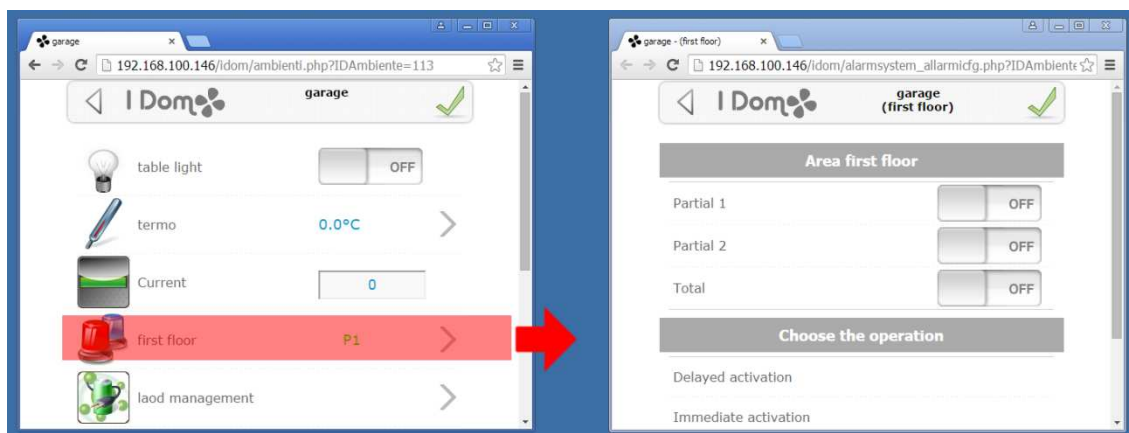 garage
192.168.100.146/idom/ambienti.php?IDAmbiente=113
I Dom
garage
table light
OFF
termo
0.0°C
Current
0
first floor
P1
laod management
garage - (first floor)
192.168.100.146/idom/alarmsystem_allarmicfg.php?IDAmbiente
I Dom
garage
(first floor)
Area first floor
Partial 1
OFF
Partial 2
OFF
Total
OFF
Choose the operation
Delayed activation
Immediate activation